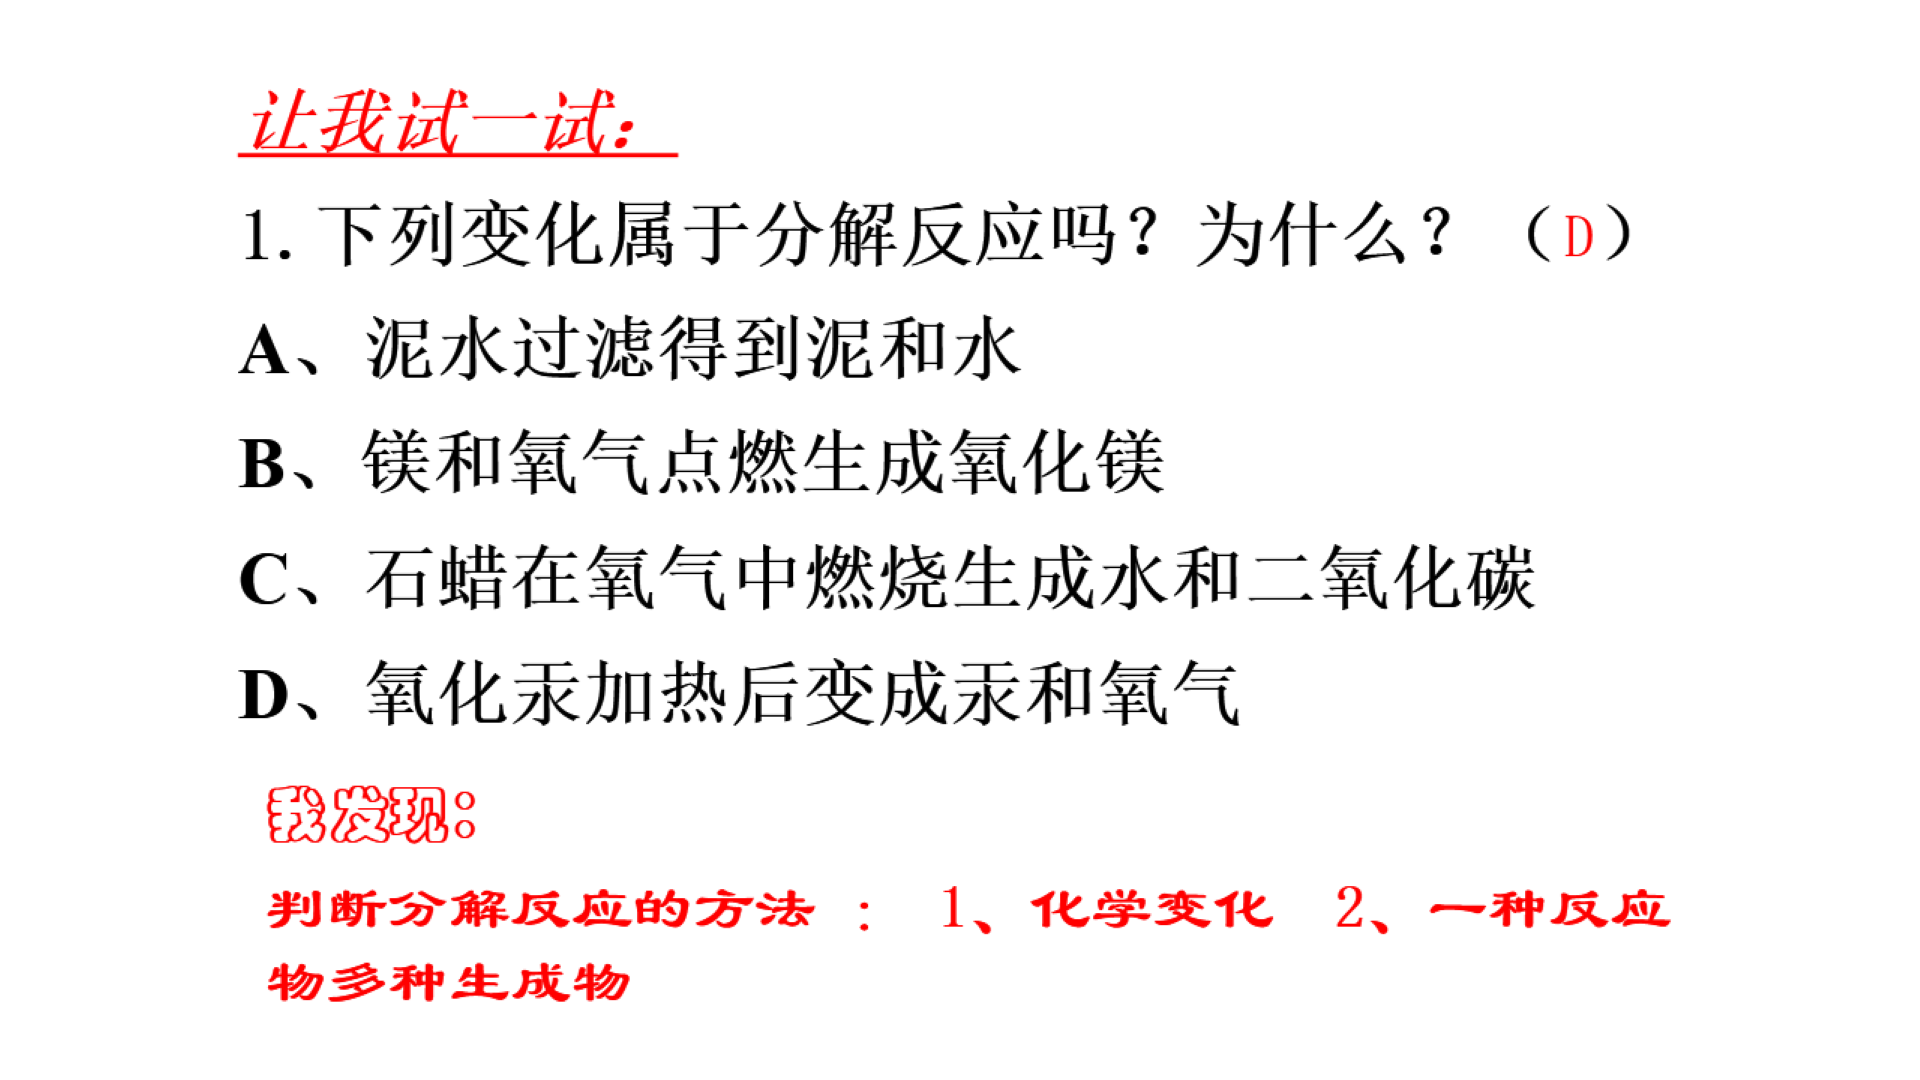 让我试一试：
1.下列变化属于分解反应吗？为什么？（D）
A、泥水过滤得到泥和水
B、镁和氧气点燃生成氧化镁
C、石蜡在氧气中燃烧生成水和二氧化碳
D、氧化汞加热后变成汞和氧气
我发现：
判断分解反应的方法 ： 1、化学变化 2、一种反应
物多种生成物